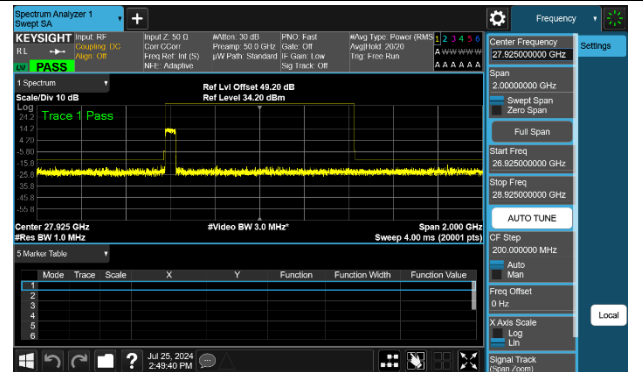 Spectrum Analyzer 1
Swept SA
+
Frequency
KEYSIGHT
RL
LW PASS
Input: RF
Coupling: DC
Align: Off
Input Z: 50 Ω
Corr CCorr
Freq Ref: Int (S)
NFE: Adaptive
#Atten: 30 dB
Preamp: 50.0 GHz
µW Path: Standard
PNO: Fast
Gate: Off
IF Gain: Low
Sig Track: Off
#Avg Type: Power (RMS
Avg|Hold: 20/20
Trig: Free Run
1 2 3 4 5 6
A W W W W W
A A A A A A
1 Spectrum
Scale/Div 10 dB
Ref Lvl Offset 49.20 dB
Ref Level 34.20 dBm
Log
Trace 1 Pass
24.2
14.2
4.20
-5.80
-15.8
-25.8
-35.8
-45.8
-55.8
Center 27.925 GHz
#Res BW 1.0 MHz
#Video BW 3.0 MHz*
Span 2.000 GHz
Sweep 4.00 ms (20001 pts)
5 Marker Table
Mode Trace Scale X Y Function Function Width Function Value
1
2
3
4
5
6
Jul 25, 2024
2:49:40 PM
?
Center Frequency
27.925000000 GHz
Span
2.00000000 GHz
Swept Span
Zero Span
Full Span
Start Freq
26.925000000 GHz
Stop Freq
28.925000000 GHz
AUTO TUNE
CF Step
200.000000 MHz
Auto
Man
Freq Offset
0 Hz
X Axis Scale
Log
Lin
Signal Track
(Span Zoom)
Settings
Local